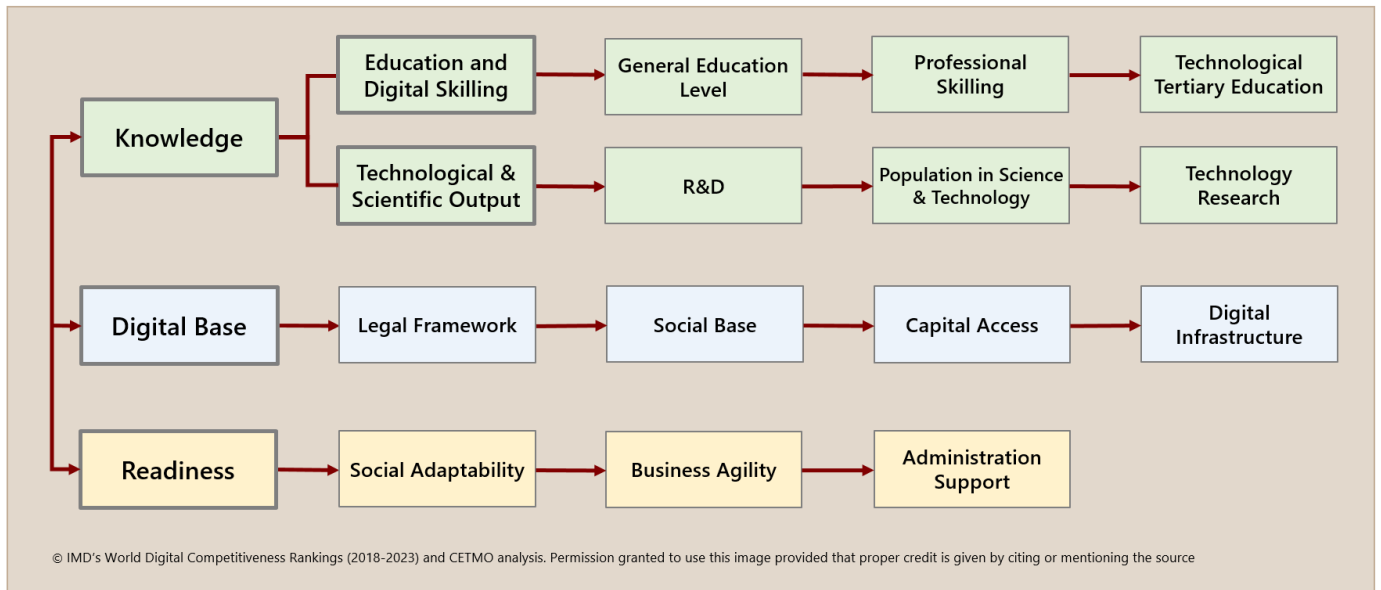 Education and
Digital Skilling
General Education
Level
Professional
Skilling
Technological
Tertiary Education
Knowledge
Technological &
Scientific Output
R&D
Population in Science
& Technology
Technology
Research
Digital Base
Legal Framework
Social Base
Capital Access
Digital
Infrastructure
Readiness
Social Adaptability
Business Agility
Administration
Support
© IMD's World Digital Competitiveness Rankings (2018-2023) and CETMO analysis. Permission granted to use this image provided that proper credit is given by citing or mentioning the source